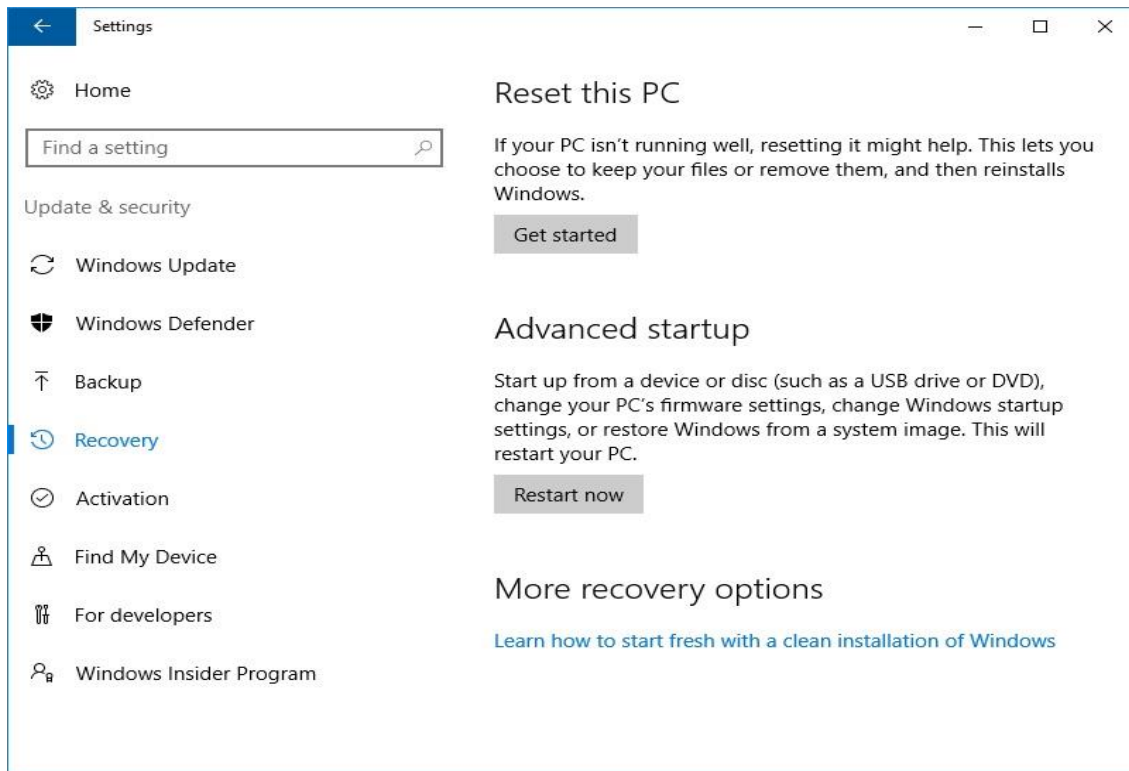 Settings
Home
Find a setting
Update & security
Windows Update
Windows Defender
Backup
Recovery
Activation
Find My Device
For developers
Windows Insider Program
Reset this PC
If your PC isn’t running well, resetting it might help. This lets you
choose to keep your files or remove them, and then reinstalls
Windows.
Get started
Advanced startup
Start up from a device or disc (such as a USB drive or DVD),
change your PC’s firmware settings, change Windows startup
settings, or restore Windows from a system image. This will
restart your PC.
Restart now
More recovery options
Learn how to start fresh with a clean installation of Windows